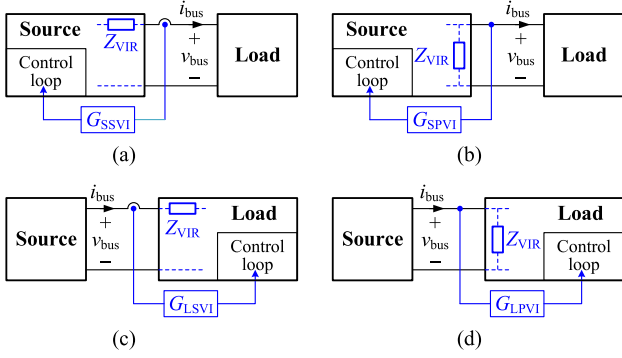 Source
Control
loop
Z_VIR
i_bus
+
v_bus
−
Load
G_SSVI
(a)
Source
Control
loop
Z_VIR
i_bus
+
v_bus
−
Load
G_SPVI
(b)
Source
i_bus
+
v_bus
−
Z_VIR
Load
Control
loop
G_LSVI
(c)
Source
i_bus
+
v_bus
−
Z_VIR
Load
Control
loop
G_LPVI
(d)